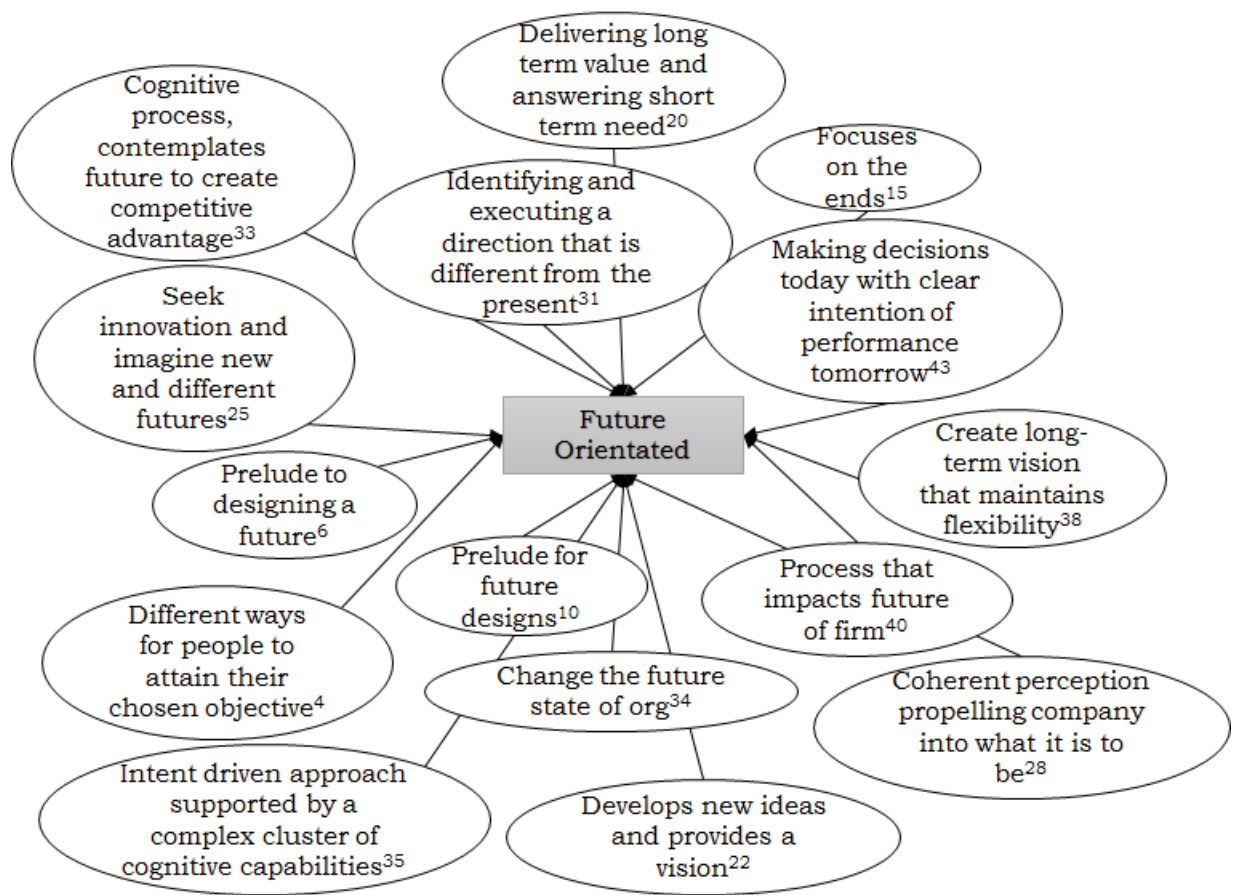 Delivering long
term value and
answering short
term need²⁰
Cognitive
process,
contemplates
future to create
competitive
advantage³³
Focuses
on the
ends¹⁵
Identifying and
executing a
direction that is
different from the
present³¹
Making decisions
today with clear
intention of
performance
tomorrow⁴³
Seek
innovation and
imagine new
and different
futures²⁵
Future
Orientated
Create long-
term vision
that maintains
flexibility³⁸
Prelude to
designing a
future⁶
Prelude for
future
designs¹⁰
Process that
impacts future
of firm⁴⁰
Different ways
for people to
attain their
chosen objective⁴
Change the future
state of org³⁴
Coherent perception
propelling company
into what it is to
be²⁸
Intent driven approach
supported by a
complex cluster of
cognitive capabilities³⁵
Develops new ideas
and provides a
vision²²